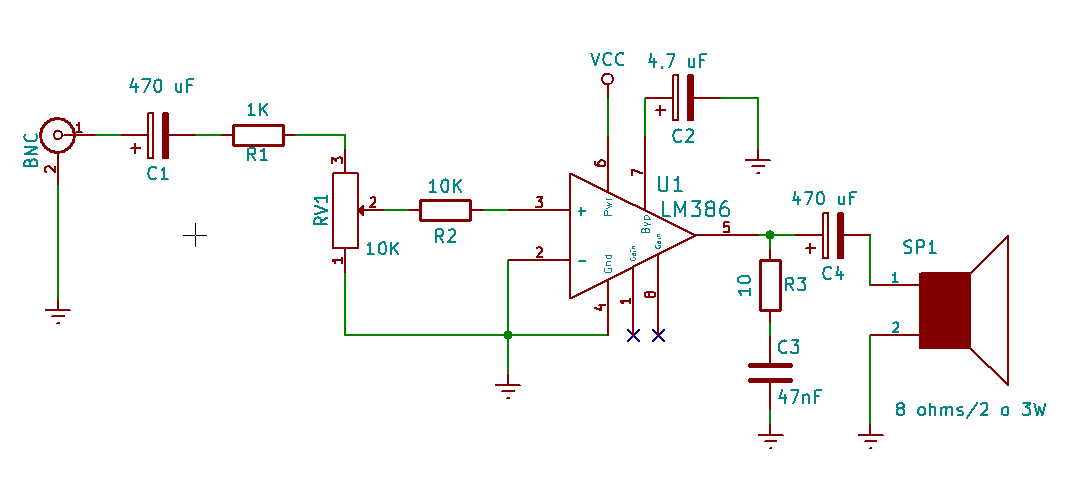 BNC
1
2
470 uF
+
C1
1K
R1
RV1
3
2
1
10K
10K
R2
VCC
4,7 uF
+
C2
U1
LM386
6
Pwr
7
Byp
3
+
2
-
Gnd
4
Gain
1
Gain
8
5
10
R3
C3
47nF
470 uF
+
C4
SP1
1
2
8 ohms/2 a 3W